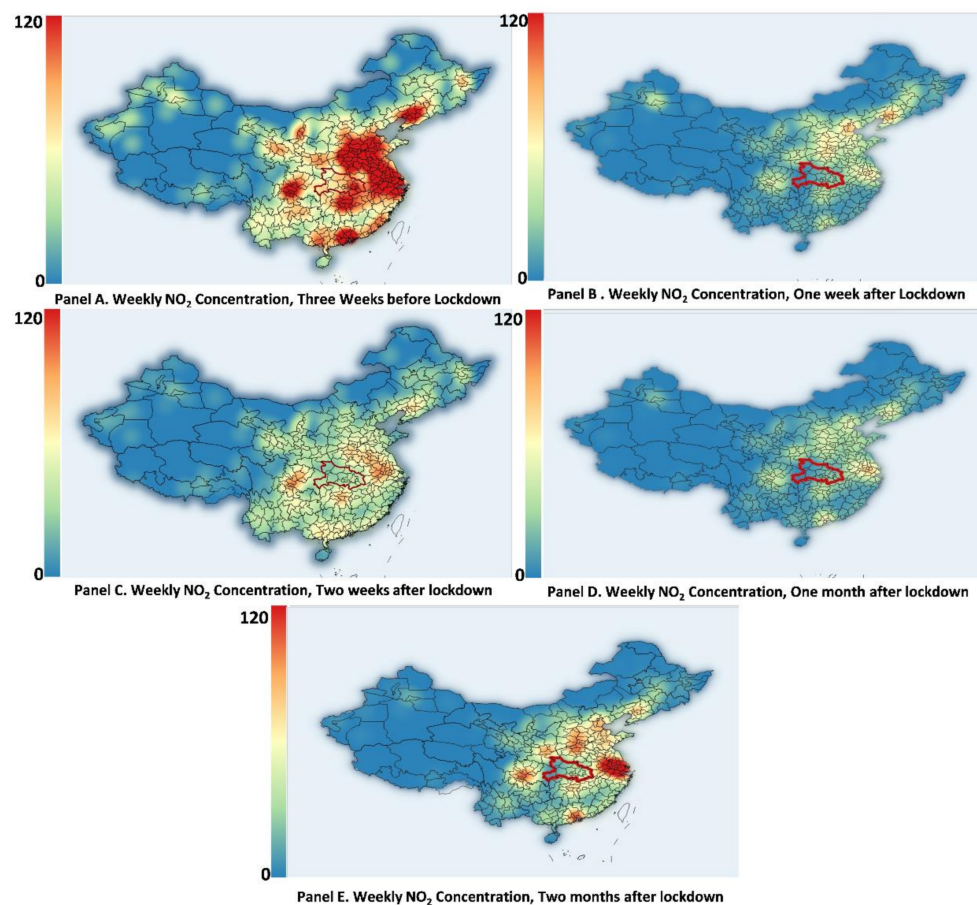 120
0
Panel A. Weekly NO₂ Concentration, Three Weeks before Lockdown
120
0
Panel B . Weekly NO₂ Concentration, One week after Lockdown
120
0
Panel C. Weekly NO₂ Concentration, Two weeks after lockdown
120
0
Panel D. Weekly NO₂ Concentration, One month after lockdown
120
0
Panel E. Weekly NO₂ Concentration, Two months after lockdown